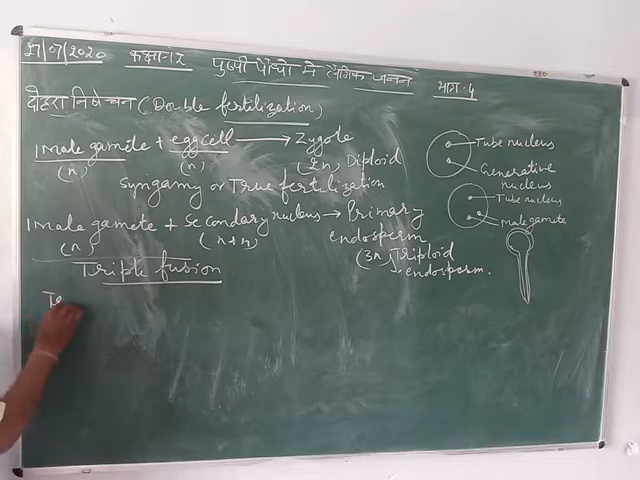 27/07/2020 कक्षा-12 पुष्पी पौधो मे लैंगिक जनन भाग 4
दोहरा निषेचन (Double fertilization)
1 Male gamete + egg cell → Zygote
(n) (n) (2n) Diploid
Syngamy or True fertilization
1 Male gamete + Secondary nucleus → Primary
endosperm
(n) (n+n) (3n) Triploid
endosperm.
Triple fusion
Te
Tube nucleus
Generative
nucleus
Tube nucleus
male gamete